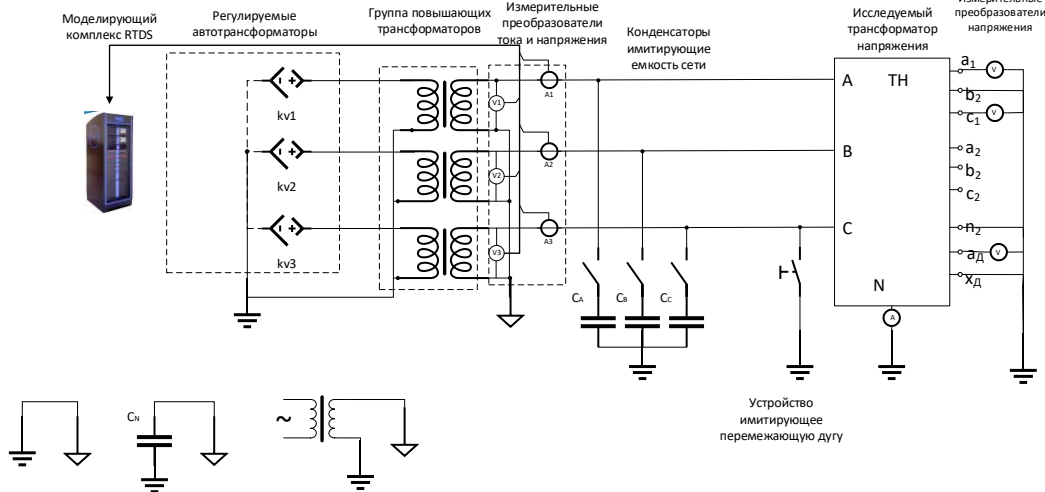 Моделирующий
комплекс RTDS
Регулируемые
автотрансформаторы
Группа повышающих
трансформаторов
Измерительные
преобразователи
тока и напряжения
Конденсаторы
имитирующие
емкость сети
Исследуемый
трансформатор
напряжения
Измерительные
преобразователи
напряжения
kv1
kv2
kv3
V1
V2
V3
A1
A2
A3
CA
CB
CC
A
TH
B
C
N
A
a1
b2
c1
a2
b2
c2
n2
aД
xД
V
V
V
Устройство
имитирующее
перемежающую дугу
CN
~